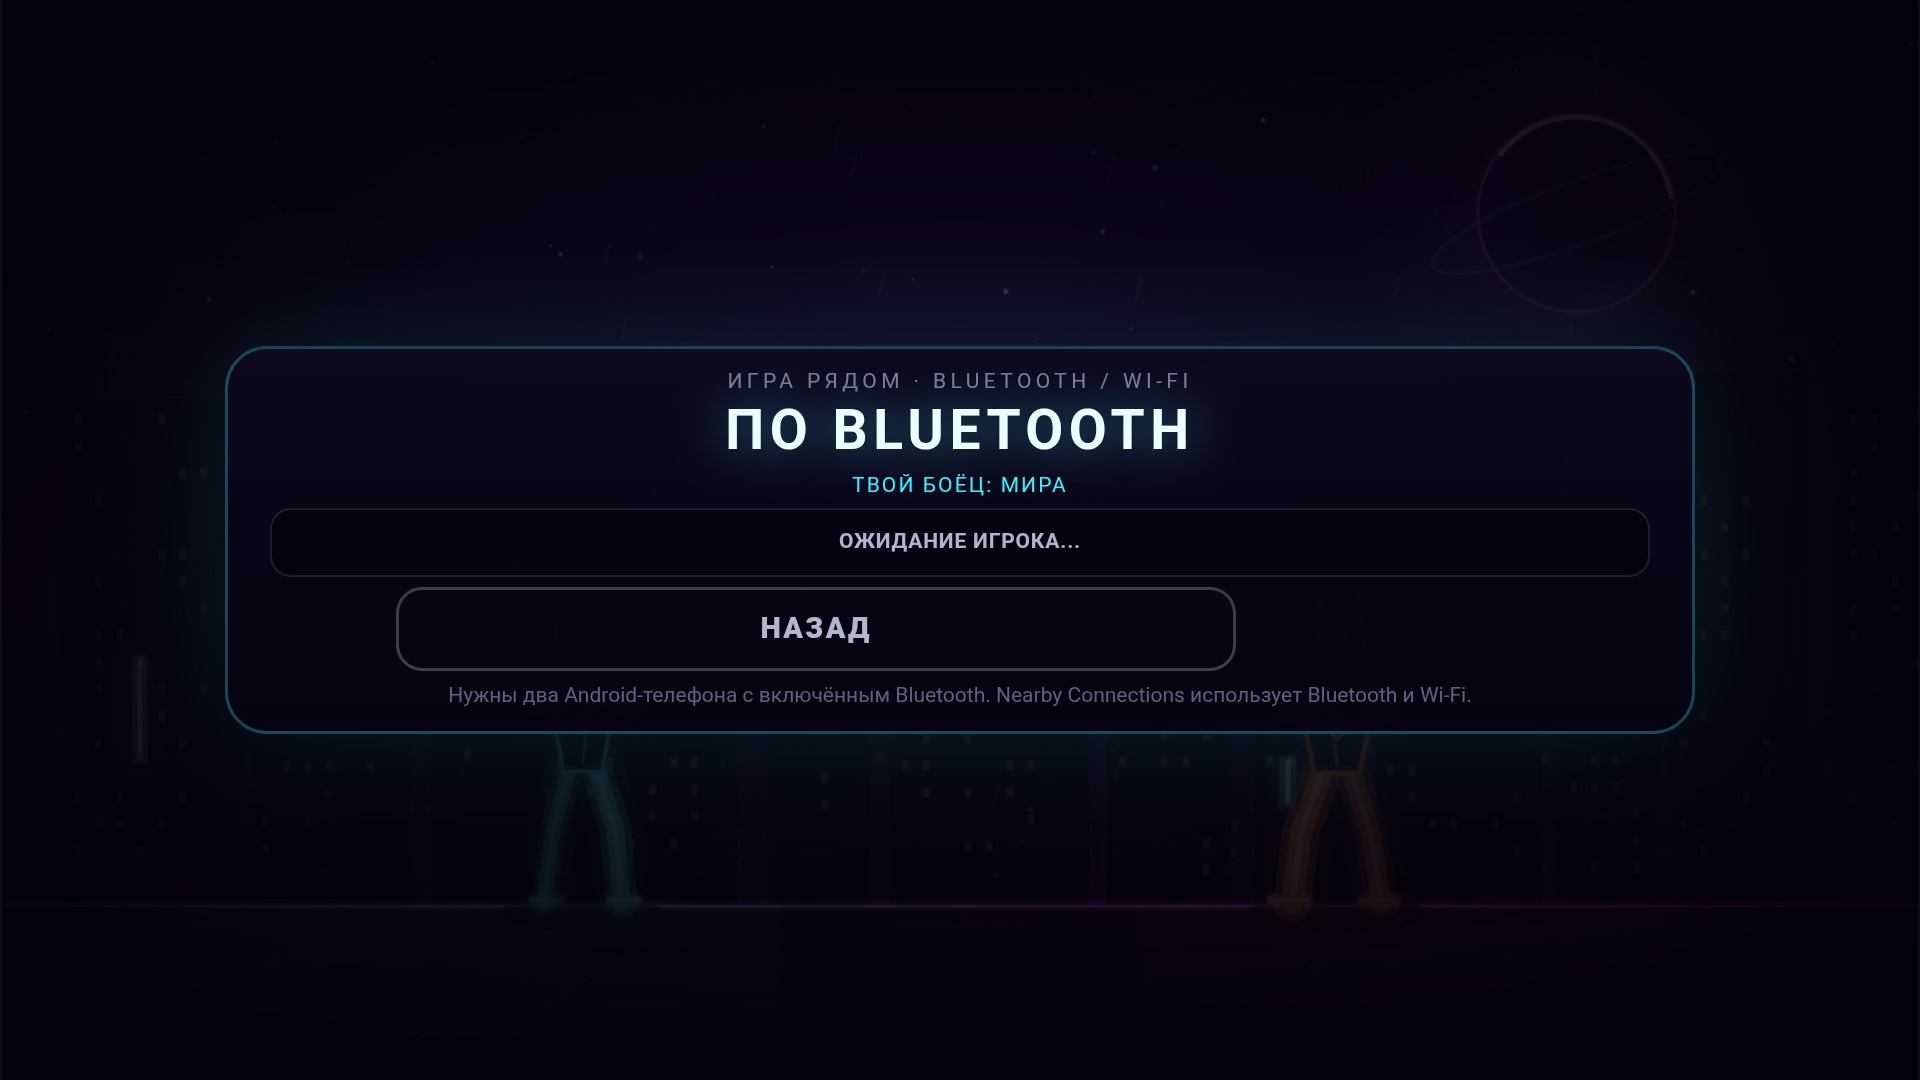 ИГРА РЯДОМ · BLUETOOTH / WI-FI
ПО BLUETOOTH
ТВОЙ БОЁЦ: МИРА
ОЖИДАНИЕ ИГРОКА...
НАЗАД
Нужны два Android-телефона с включённым Bluetooth. Nearby Connections использует Bluetooth и Wi-Fi.